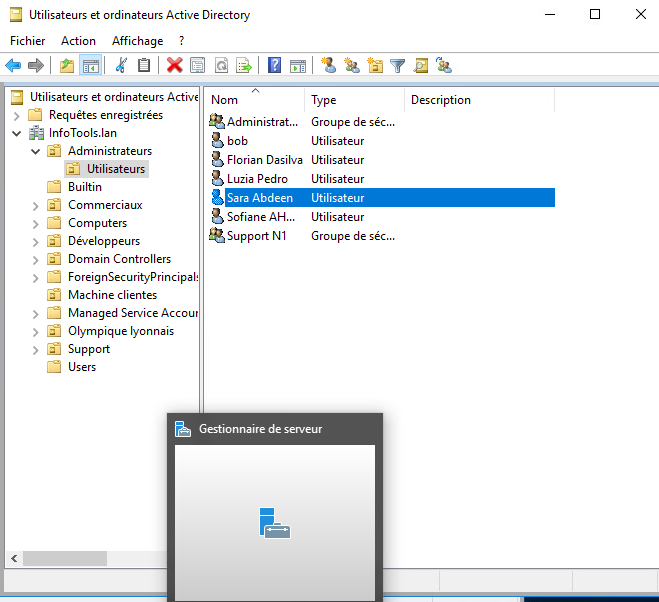 Utilisateurs et ordinateurs Active Directory
Fichier Action Affichage ?
Utilisateurs et ordinateurs Active
Requêtes enregistrées
InfoTools.lan
Administrateurs
Utilisateurs
Builtin
Commerciaux
Computers
Développeurs
Domain Controllers
ForeignSecurityPrincipals
Machine clientes
Managed Service Accour
Olympique lyonnais
Support
Users
Nom Type Description
Administrat... Groupe de séc...
bob Utilisateur
Florian Dasilva Utilisateur
Luzia Pedro Utilisateur
Sara Abdeen Utilisateur
Sofiane AH... Utilisateur
Support N1 Groupe de séc...
Gestionnaire de serveur